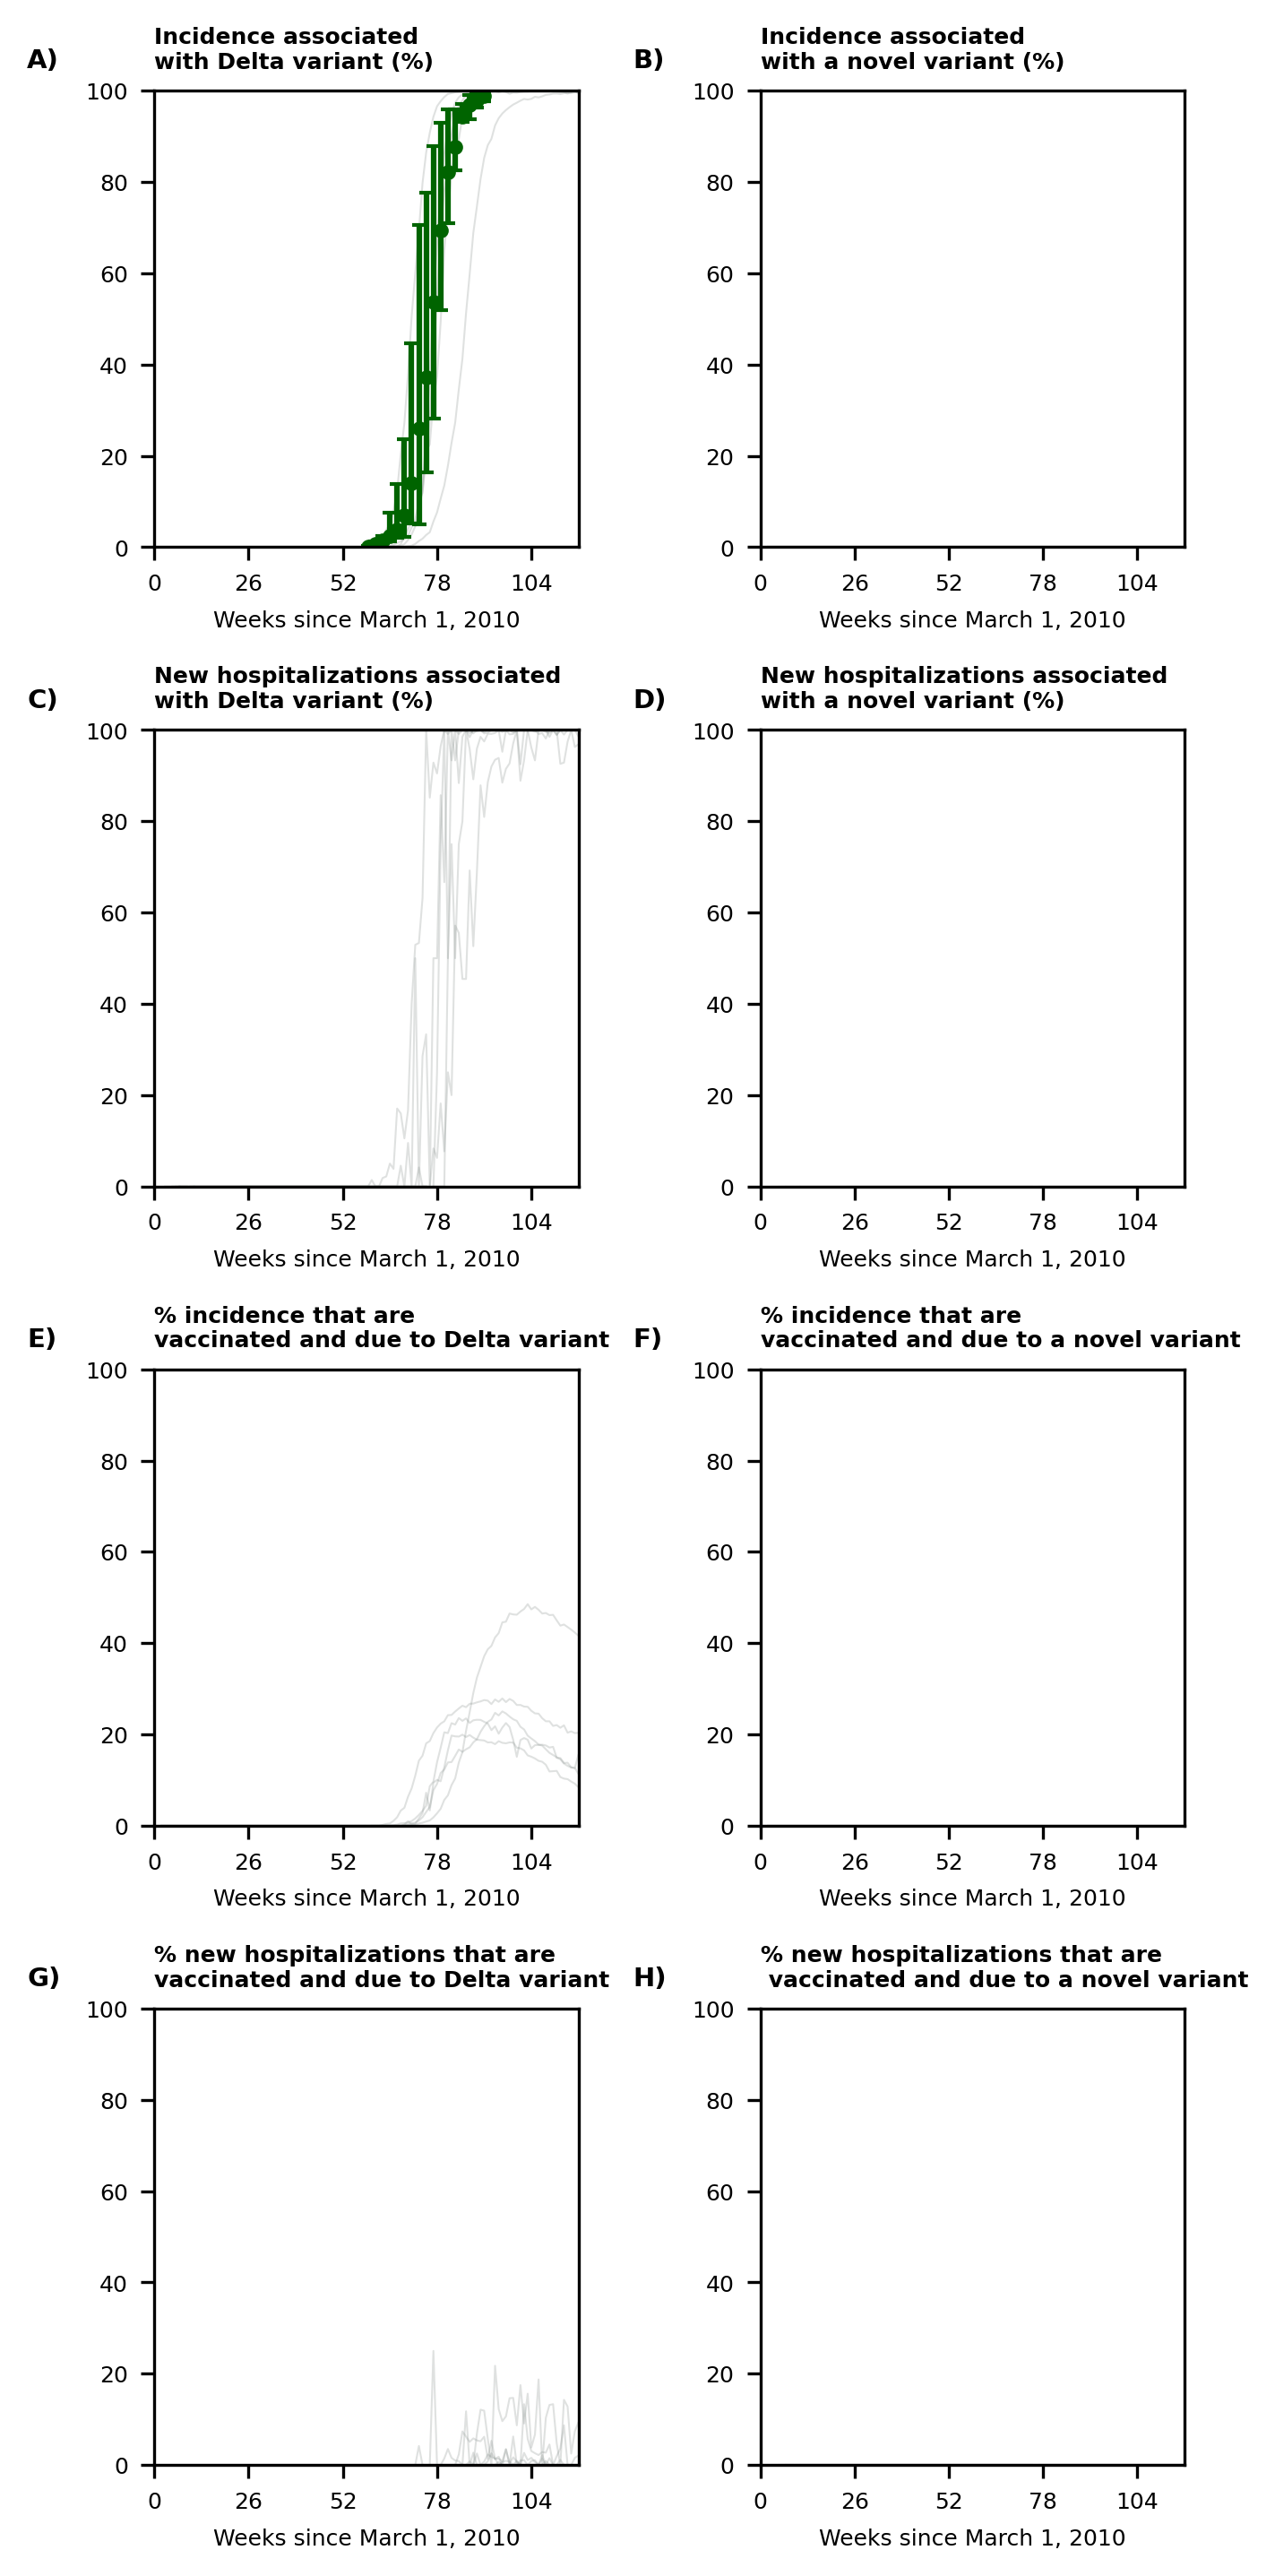 A)
Incidence associated
with Delta variant (%)
100
80
60
40
20
0
0 26 52 78 104
Weeks since March 1, 2010
B)
Incidence associated
with a novel variant (%)
100
80
60
40
20
0
0 26 52 78 104
Weeks since March 1, 2010
C)
New hospitalizations associated
with Delta variant (%)
100
80
60
40
20
0
0 26 52 78 104
Weeks since March 1, 2010
D)
New hospitalizations associated
with a novel variant (%)
100
80
60
40
20
0
0 26 52 78 104
Weeks since March 1, 2010
E)
% incidence that are
vaccinated and due to Delta variant
100
80
60
40
20
0
0 26 52 78 104
Weeks since March 1, 2010
F)
% incidence that are
vaccinated and due to a novel variant
100
80
60
40
20
0
0 26 52 78 104
Weeks since March 1, 2010
G)
% new hospitalizations that are
vaccinated and due to Delta variant
100
80
60
40
20
0
0 26 52 78 104
Weeks since March 1, 2010
H)
% new hospitalizations that are
vaccinated and due to a novel variant
100
80
60
40
20
0
0 26 52 78 104
Weeks since March 1, 2010